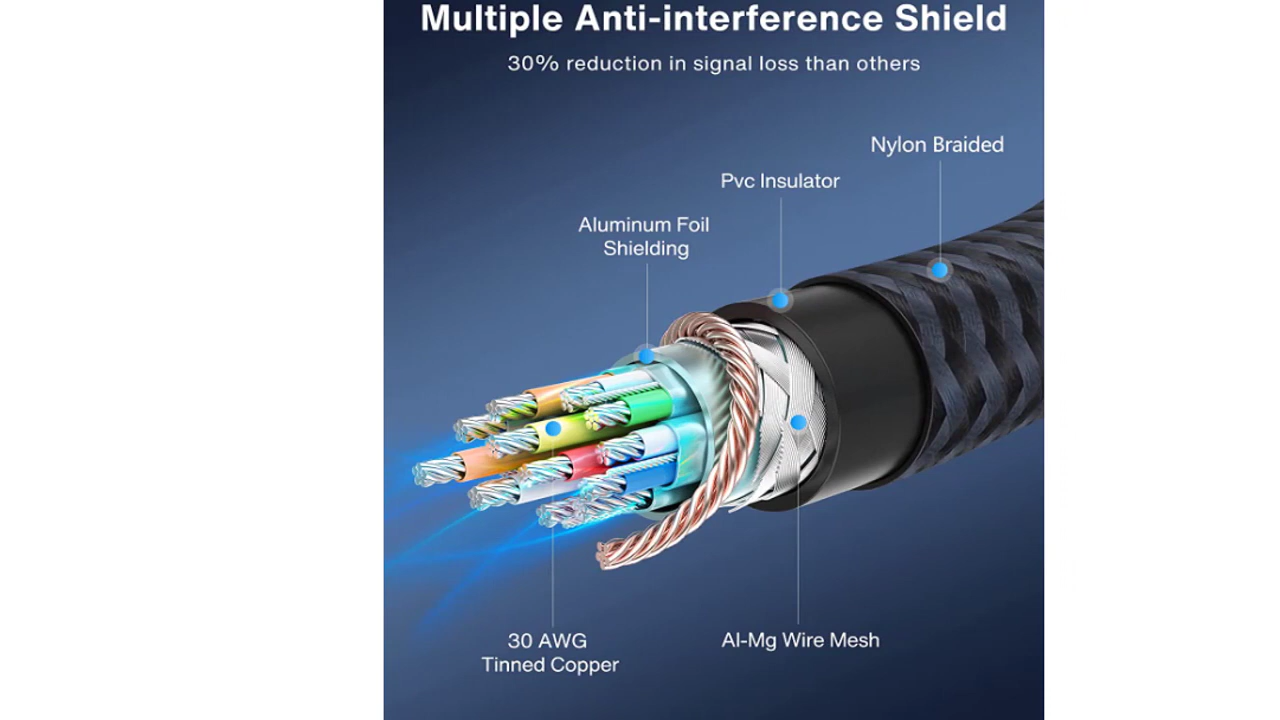 Multiple Anti-interference Shield
30% reduction in signal loss than others
Nylon Braided
Pvc Insulator
Aluminum Foil
Shielding
30 AWG
Tinned Copper
Al-Mg Wire Mesh